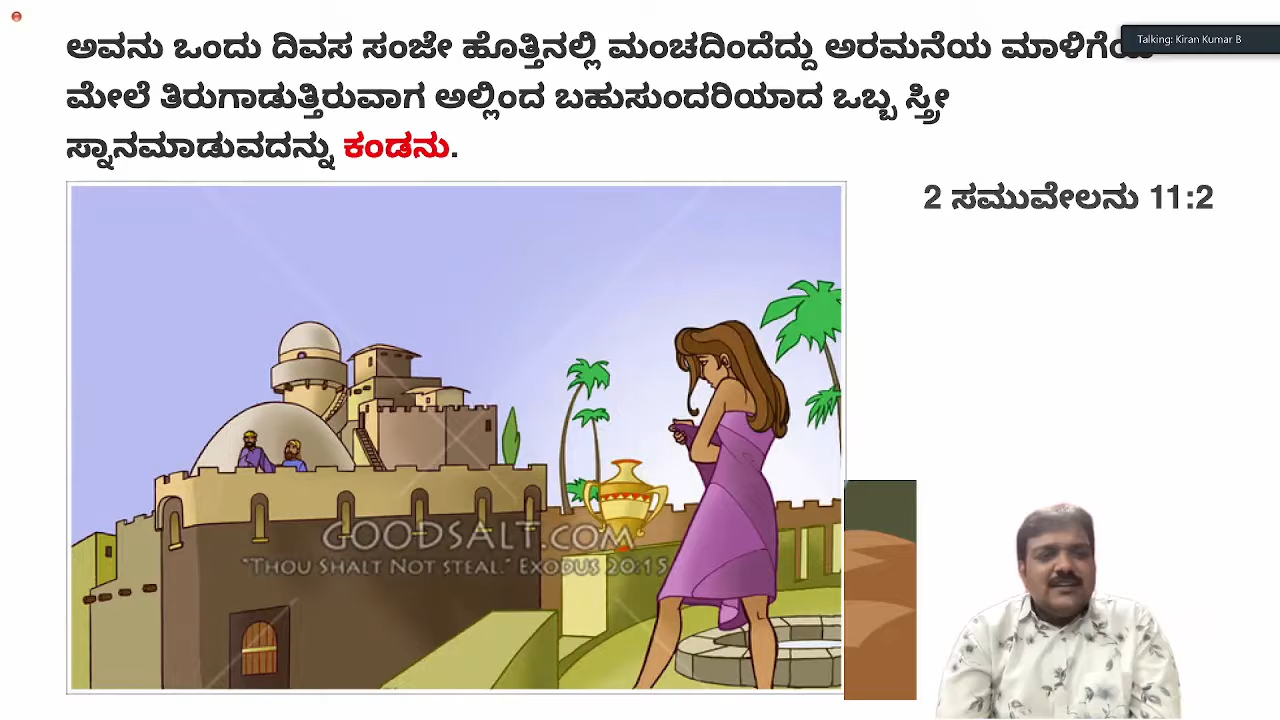 ಅವನು ಒಂದು ದಿವಸ ಸಂಜೇ ಹೊತ್ತಿನಲ್ಲಿ ಮಂಚದಿಂದೆದ್ದು ಅರಮನೆಯ
Talking: Kiran Kumar B
ಮೇಲೆ ತಿರುಗಾಡುತ್ತಿರುವಾಗ ಅಲ್ಲಿಂದ ಬಹುಸುಂದರಿಯಾದ ಒಬ್ಬ ಸ್ತ್ರೀ
ಸ್ನಾನಮಾಡುವದನ್ನು ಕಂಡನು.
2 ಸಮುವೇಲನು 11:2
GOODSALT.COM
"THOU SHALT NOT STEAL." EXODUS 20:15